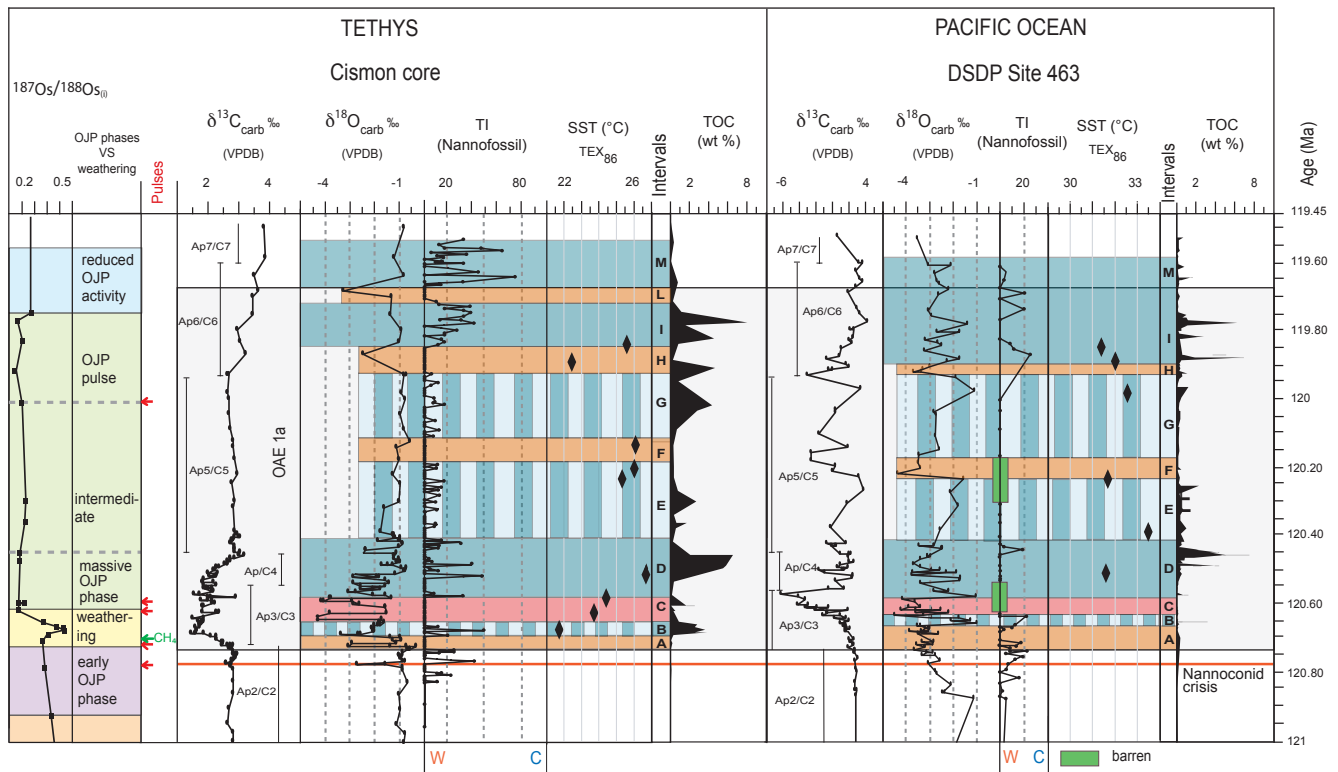 TETHYS
PACIFIC OCEAN
Cismon core
DSDP Site 463
187Os/188Os(i)
OJP phases
VS
weathering
Pulses
δ13Ccarb ‰
(VPDB)
δ18Ocarb ‰
(VPDB)
TI
(Nannofossil)
SST (°C)
TEX86
Intervals
TOC
(wt %)
δ13Ccarb ‰
(VPDB)
δ18Ocarb ‰
(VPDB)
TI
(Nannofossil)
SST (°C)
TEX86
Intervals
TOC
(wt %)
Age (Ma)
0.2 0.5
2 4
-4 -1
20 80
22 26
2 8
-6 4
-4 -1
20
30 33
2 8
119.45
119.60
119.80
120
120.20
120.40
120.60
120.80
121
reduced
OJP
activity
OJP
pulse
intermedi-
ate
massive
OJP
phase
weather-
ing
early
OJP
phase
CH4
Ap7/C7
Ap6/C6
Ap5/C5
Ap/C4
Ap3/C3
Ap2/C2
OAE 1a
M
L
I
H
G
F
E
D
C
B
A
Ap7/C7
Ap6/C6
Ap5/C5
Ap/C4
Ap3/C3
Ap2/C2
M
I
H
G
F
E
D
C
B
A
Nannoconid
crisis
W C
W C
barren